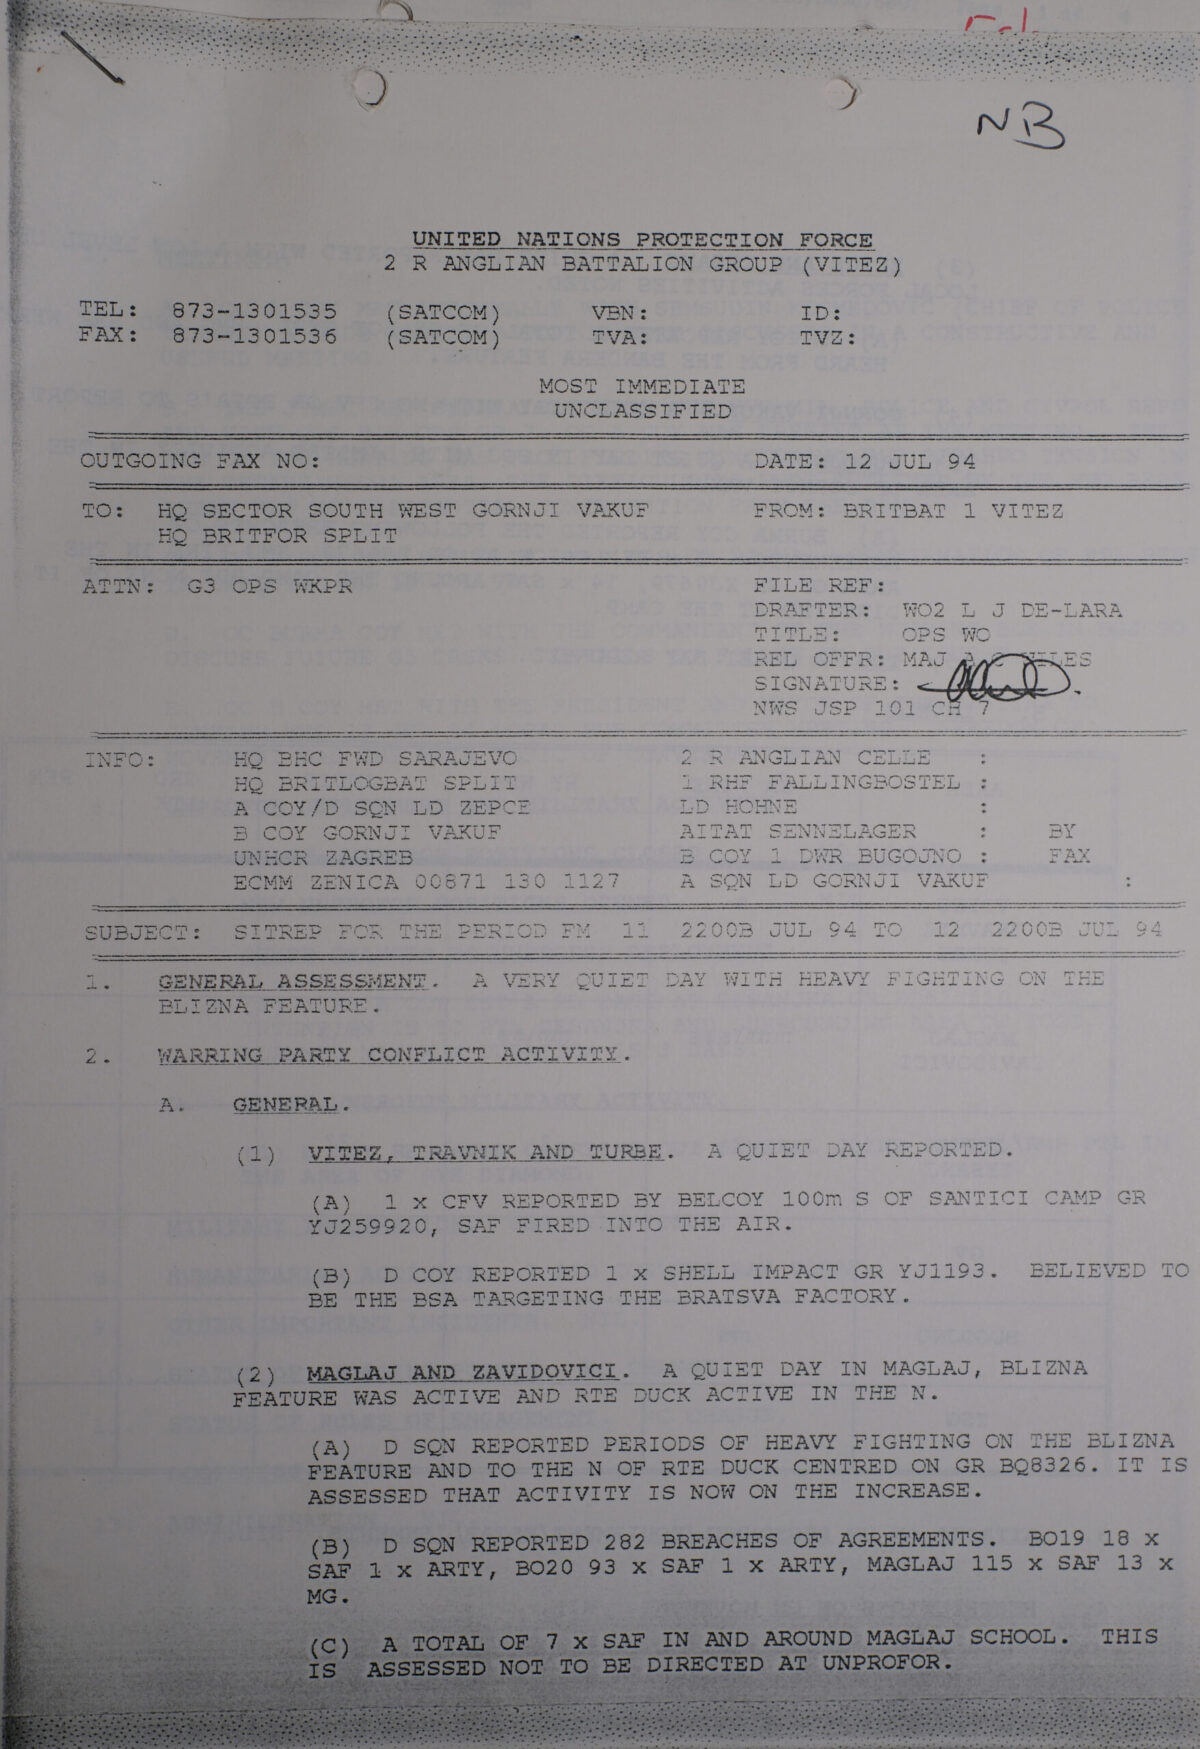 NB
UNITED NATIONS PROTECTION FORCE
2 R ANGLIAN BATTALION GROUP (VITEZ)
TEL: 873-1301535 (SATCOM) VBN: ID:
FAX: 873-1301536 (SATCOM) TVA: TVZ:
MOST IMMEDIATE
UNCLASSIFIED
OUTGOING FAX NO: DATE: 12 JUL 94
TO: HQ SECTOR SOUTH WEST GORNJI VAKUF FROM: BRITBAT 1 VITEZ
HQ BRITFOR SPLIT
ATTN: G3 OPS WKPR FILE REF:
DRAFTER: WO2 L J DE-LARA
TITLE: OPS WO
REL OFFR: MAJ A C
SIGNATURE:
NWS JSP 101 CH 7
INFO: HQ BHC FWD SARAJEVO 2 R ANGLIAN CELLE :
HQ BRITLOGBAT SPLIT 1 RHF FALLINGBOSTEL :
A COY/D SQN LD ZEPCE LD HOHNE :
B COY GORNJI VAKUF AITAT SENNELAGER : BY
UNHCR ZAGREB B COY 1 DWR BUGOJNO : FAX
ECMM ZENICA 00871 130 1127 A SQN LD GORNJI VAKUF :
SUBJECT: SITREP FOR THE PERIOD FM 11 2200B JUL 94 TO 12 2200B JUL 94
1. GENERAL ASSESSMENT. A VERY QUIET DAY WITH HEAVY FIGHTING ON THE
BLIZNA FEATURE.
2. WARRING PARTY CONFLICT ACTIVITY.
A. GENERAL.
(1) VITEZ, TRAVNIK AND TURBE. A QUIET DAY REPORTED.
(A) 1 x CFV REPORTED BY BELCOY 100m S OF SANTICI CAMP GR
YJ259920, SAF FIRED INTO THE AIR.
(B) D COY REPORTED 1 x SHELL IMPACT GR YJ1193. BELIEVED TO
BE THE BSA TARGETING THE BRATSVA FACTORY.
(2) MAGLAJ AND ZAVIDOVICI. A QUIET DAY IN MAGLAJ, BLIZNA
FEATURE WAS ACTIVE AND RTE DUCK ACTIVE IN THE N.
(A) D SQN REPORTED PERIODS OF HEAVY FIGHTING ON THE BLIZNA
FEATURE AND TO THE N OF RTE DUCK CENTRED ON GR BQ8326. IT IS
ASSESSED THAT ACTIVITY IS NOW ON THE INCREASE.
(B) D SQN REPORTED 282 BREACHES OF AGREEMENTS. BO19 18 x
SAF 1 x ARTY, BO20 93 x SAF 1 x ARTY, MAGLAJ 115 x SAF 13 x
MG.
(C) A TOTAL OF 7 x SAF IN AND AROUND MAGLAJ SCHOOL. THIS
IS ASSESSED NOT TO BE DIRECTED AT UNPROFOR.